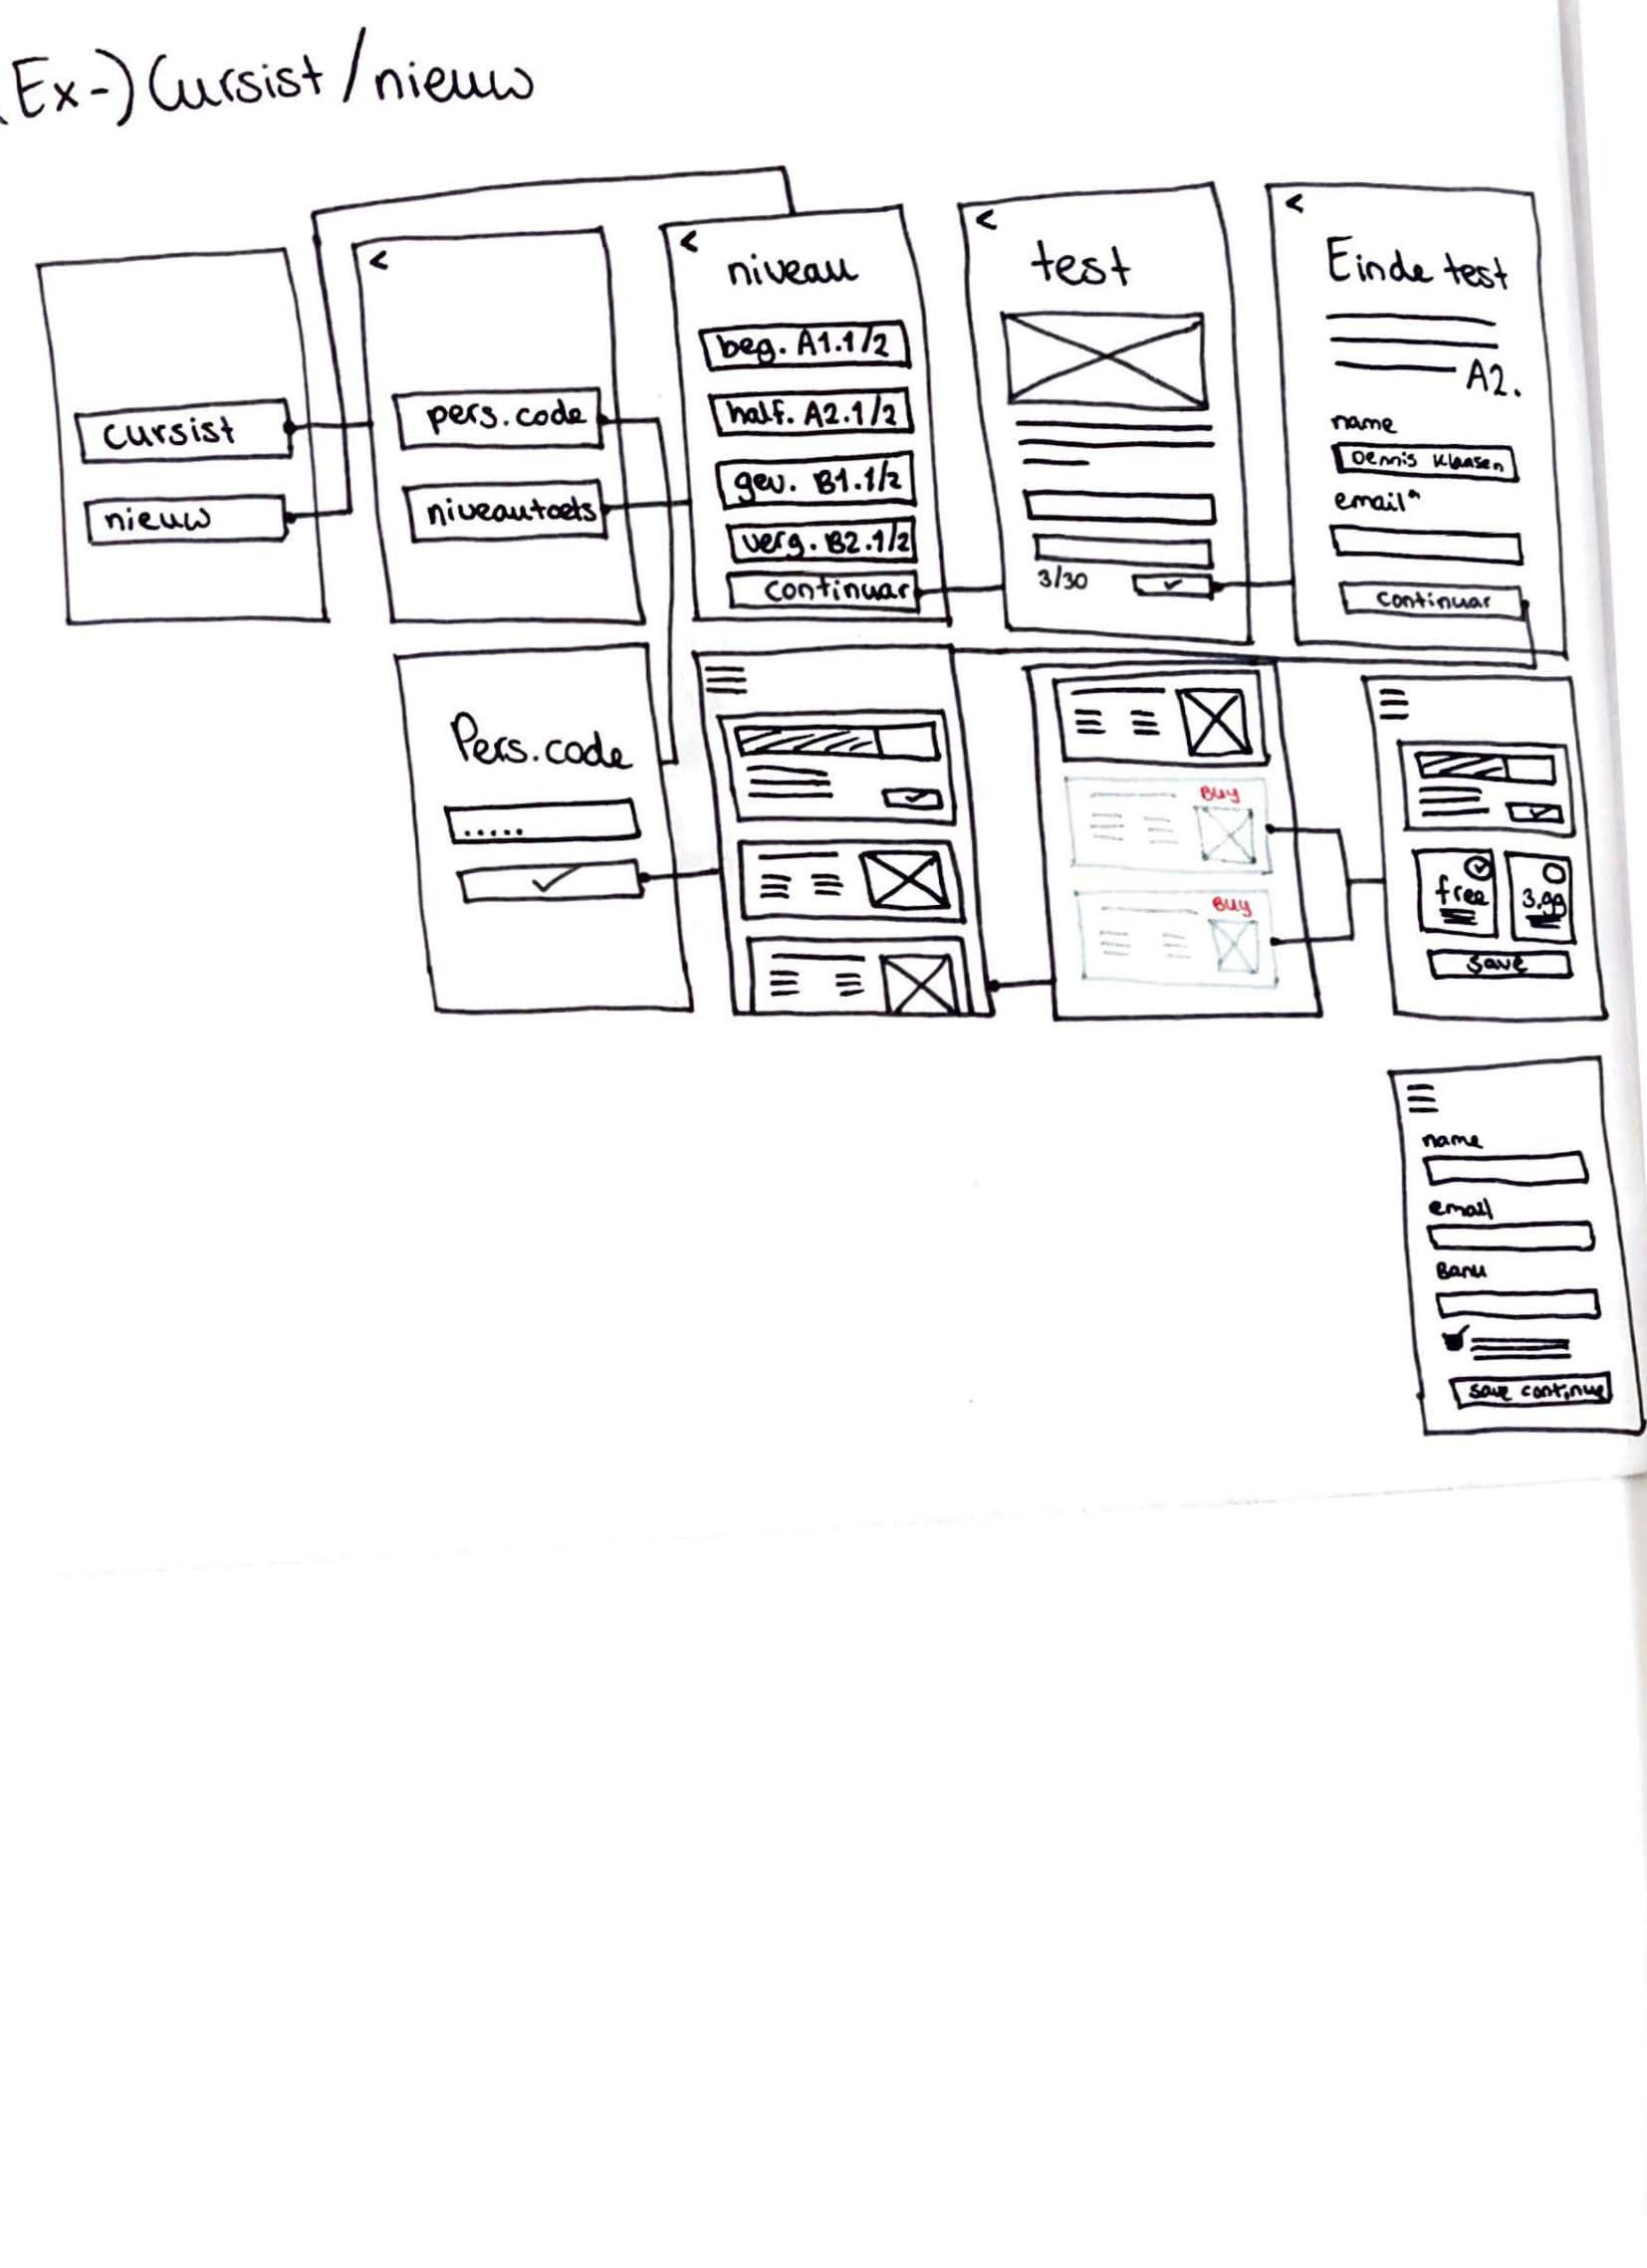 (Ex-) Cursist / nieuw
cursist
nieuw
<
pers.code
niveautoets
<
niveau
beg. A1.1/2
half. A2.1/2
gev. B1.1/2
verg. B2.1/2
continuar
<
test
3/30
<
Einde test
A2.
name
Dennis Klaasen
email*
continuar
Pers.code
.....
Buy
Buy
free
3.99
save
name
email
save continue